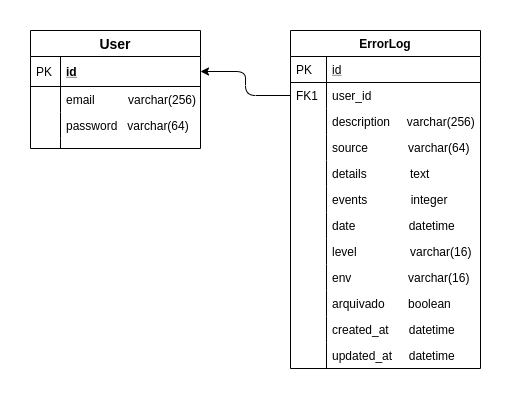 User
PK id
email varchar(256)
password varchar(64)
ErrorLog
PK id
FK1 user_id
description varchar(256)
source varchar(64)
details text
events integer
date datetime
level varchar(16)
env varchar(16)
arquivado boolean
created_at datetime
updated_at datetime